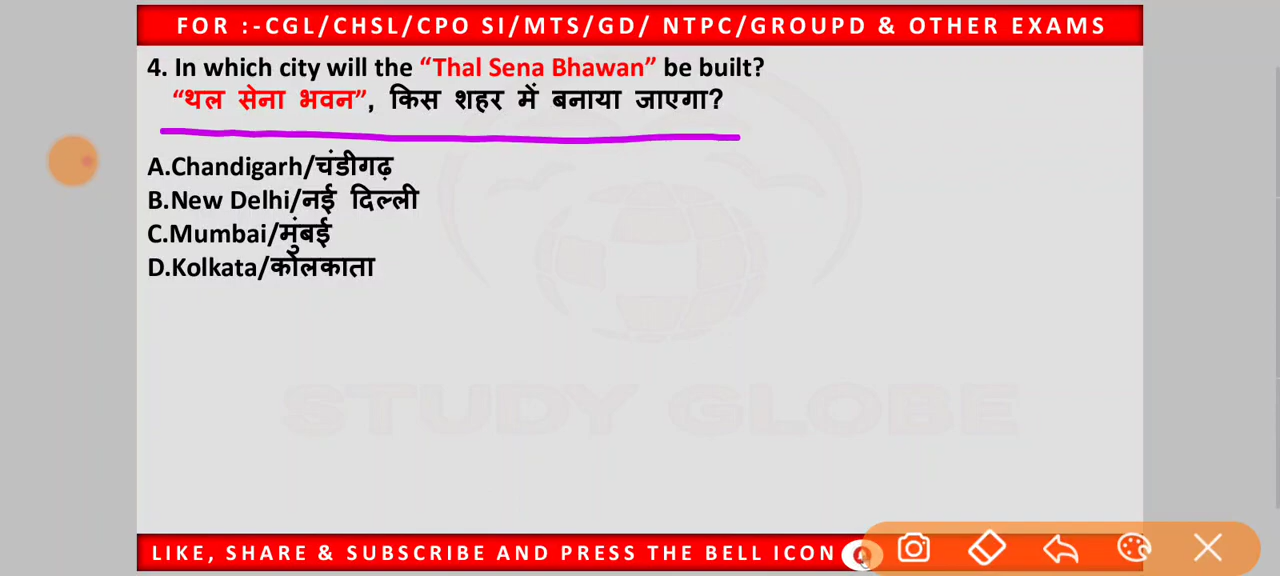 FOR :-CGL/CHSL/CPO SI/MTS/GD/ NTPC/GROUPD & OTHER EXAMS
4. In which city will the “Thal Sena Bhawan” be built?
“थल सेना भवन”, किस शहर में बनाया जाएगा?
A.Chandigarh/चंडीगढ़
B.New Delhi/नई दिल्ली
C.Mumbai/मुंबई
D.Kolkata/कोलकाता
STUDY GLOBE
LIKE, SHARE & SUBSCRIBE AND PRESS THE BELL ICON